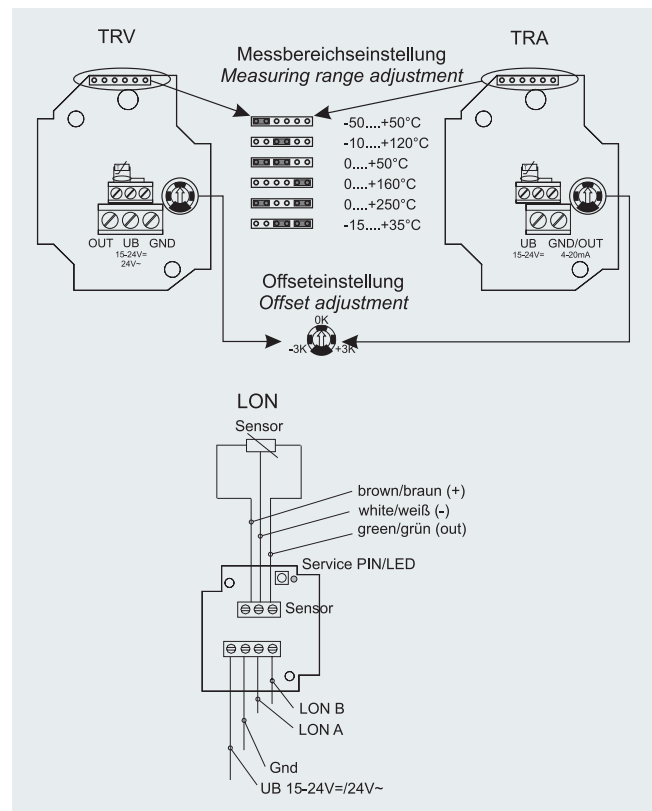 TRV
TRA
Messbereichseinstellung
Measuring range adjustment
-50....+50°C
-10....+120°C
0....+50°C
0....+160°C
0....+250°C
-15....+35°C
OUT UB GND
15-24V=
24V~
UB GND/OUT
15-24V= 4-20mA
Offseteinstellung
Offset adjustment
0K
-3K +3K
LON
Sensor
brown/braun (+)
white/weiß (-)
green/grün (out)
Service PIN/LED
Sensor
LON B
LON A
Gnd
UB 15-24V=/24V~